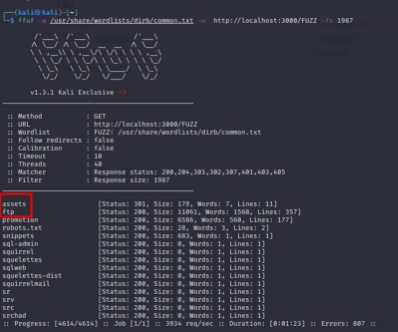 (kali㉿kali)-[~]
$ ffuf -w /usr/share/wordlists/dirb/common.txt -u http://localhost:3000/FUZZ -fs 1987
v1.3.1 Kali Exclusive <3
:: Method : GET
:: URL : http://localhost:3000/FUZZ
:: Wordlist : FUZZ: /usr/share/wordlists/dirb/common.txt
:: Follow redirects : false
:: Calibration : false
:: Timeout : 10
:: Threads : 40
:: Matcher : Response status: 200,204,301,302,307,401,403,405
:: Filter : Response size: 1987
assets [Status: 301, Size: 179, Words: 7, Lines: 11]
ftp [Status: 200, Size: 11061, Words: 1568, Lines: 357]
promotion [Status: 200, Size: 6586, Words: 560, Lines: 177]
robots.txt [Status: 200, Size: 28, Words: 3, Lines: 2]
snippets [Status: 200, Size: 683, Words: 1, Lines: 1]
sql-admin [Status: 200, Size: 0, Words: 1, Lines: 1]
squirrel [Status: 200, Size: 0, Words: 1, Lines: 1]
squelettes [Status: 200, Size: 0, Words: 1, Lines: 1]
sqlweb [Status: 200, Size: 0, Words: 1, Lines: 1]
squelettes-dist [Status: 200, Size: 0, Words: 1, Lines: 1]
squirrelmail [Status: 200, Size: 0, Words: 1, Lines: 1]
sr [Status: 200, Size: 0, Words: 1, Lines: 1]
srv [Status: 200, Size: 0, Words: 1, Lines: 1]
src [Status: 200, Size: 0, Words: 1, Lines: 1]
srchad [Status: 200, Size: 0, Words: 1, Lines: 1]
:: Progress: [4614/4614] :: Job [1/1] :: 3934 req/sec :: Duration: [0:01:23] :: Errors: 807 ::